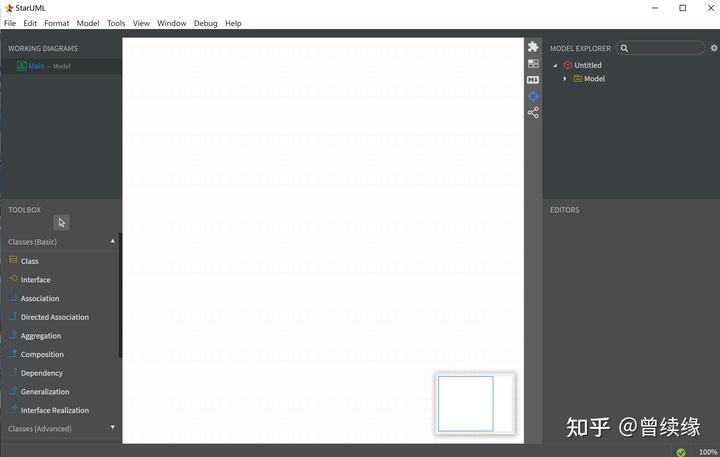 StarUML
File Edit Format Model Tools View Window Debug Help
WORKING DIAGRAMS
Main — Model
TOOLBOX
Classes (Basic)
Class
Interface
Association
Directed Association
Aggregation
Composition
Dependency
Generalization
Interface Realization
Classes (Advanced)
MODEL EXPLORER
Untitled
Model
EDITORS
知乎 @曾续缘
100%